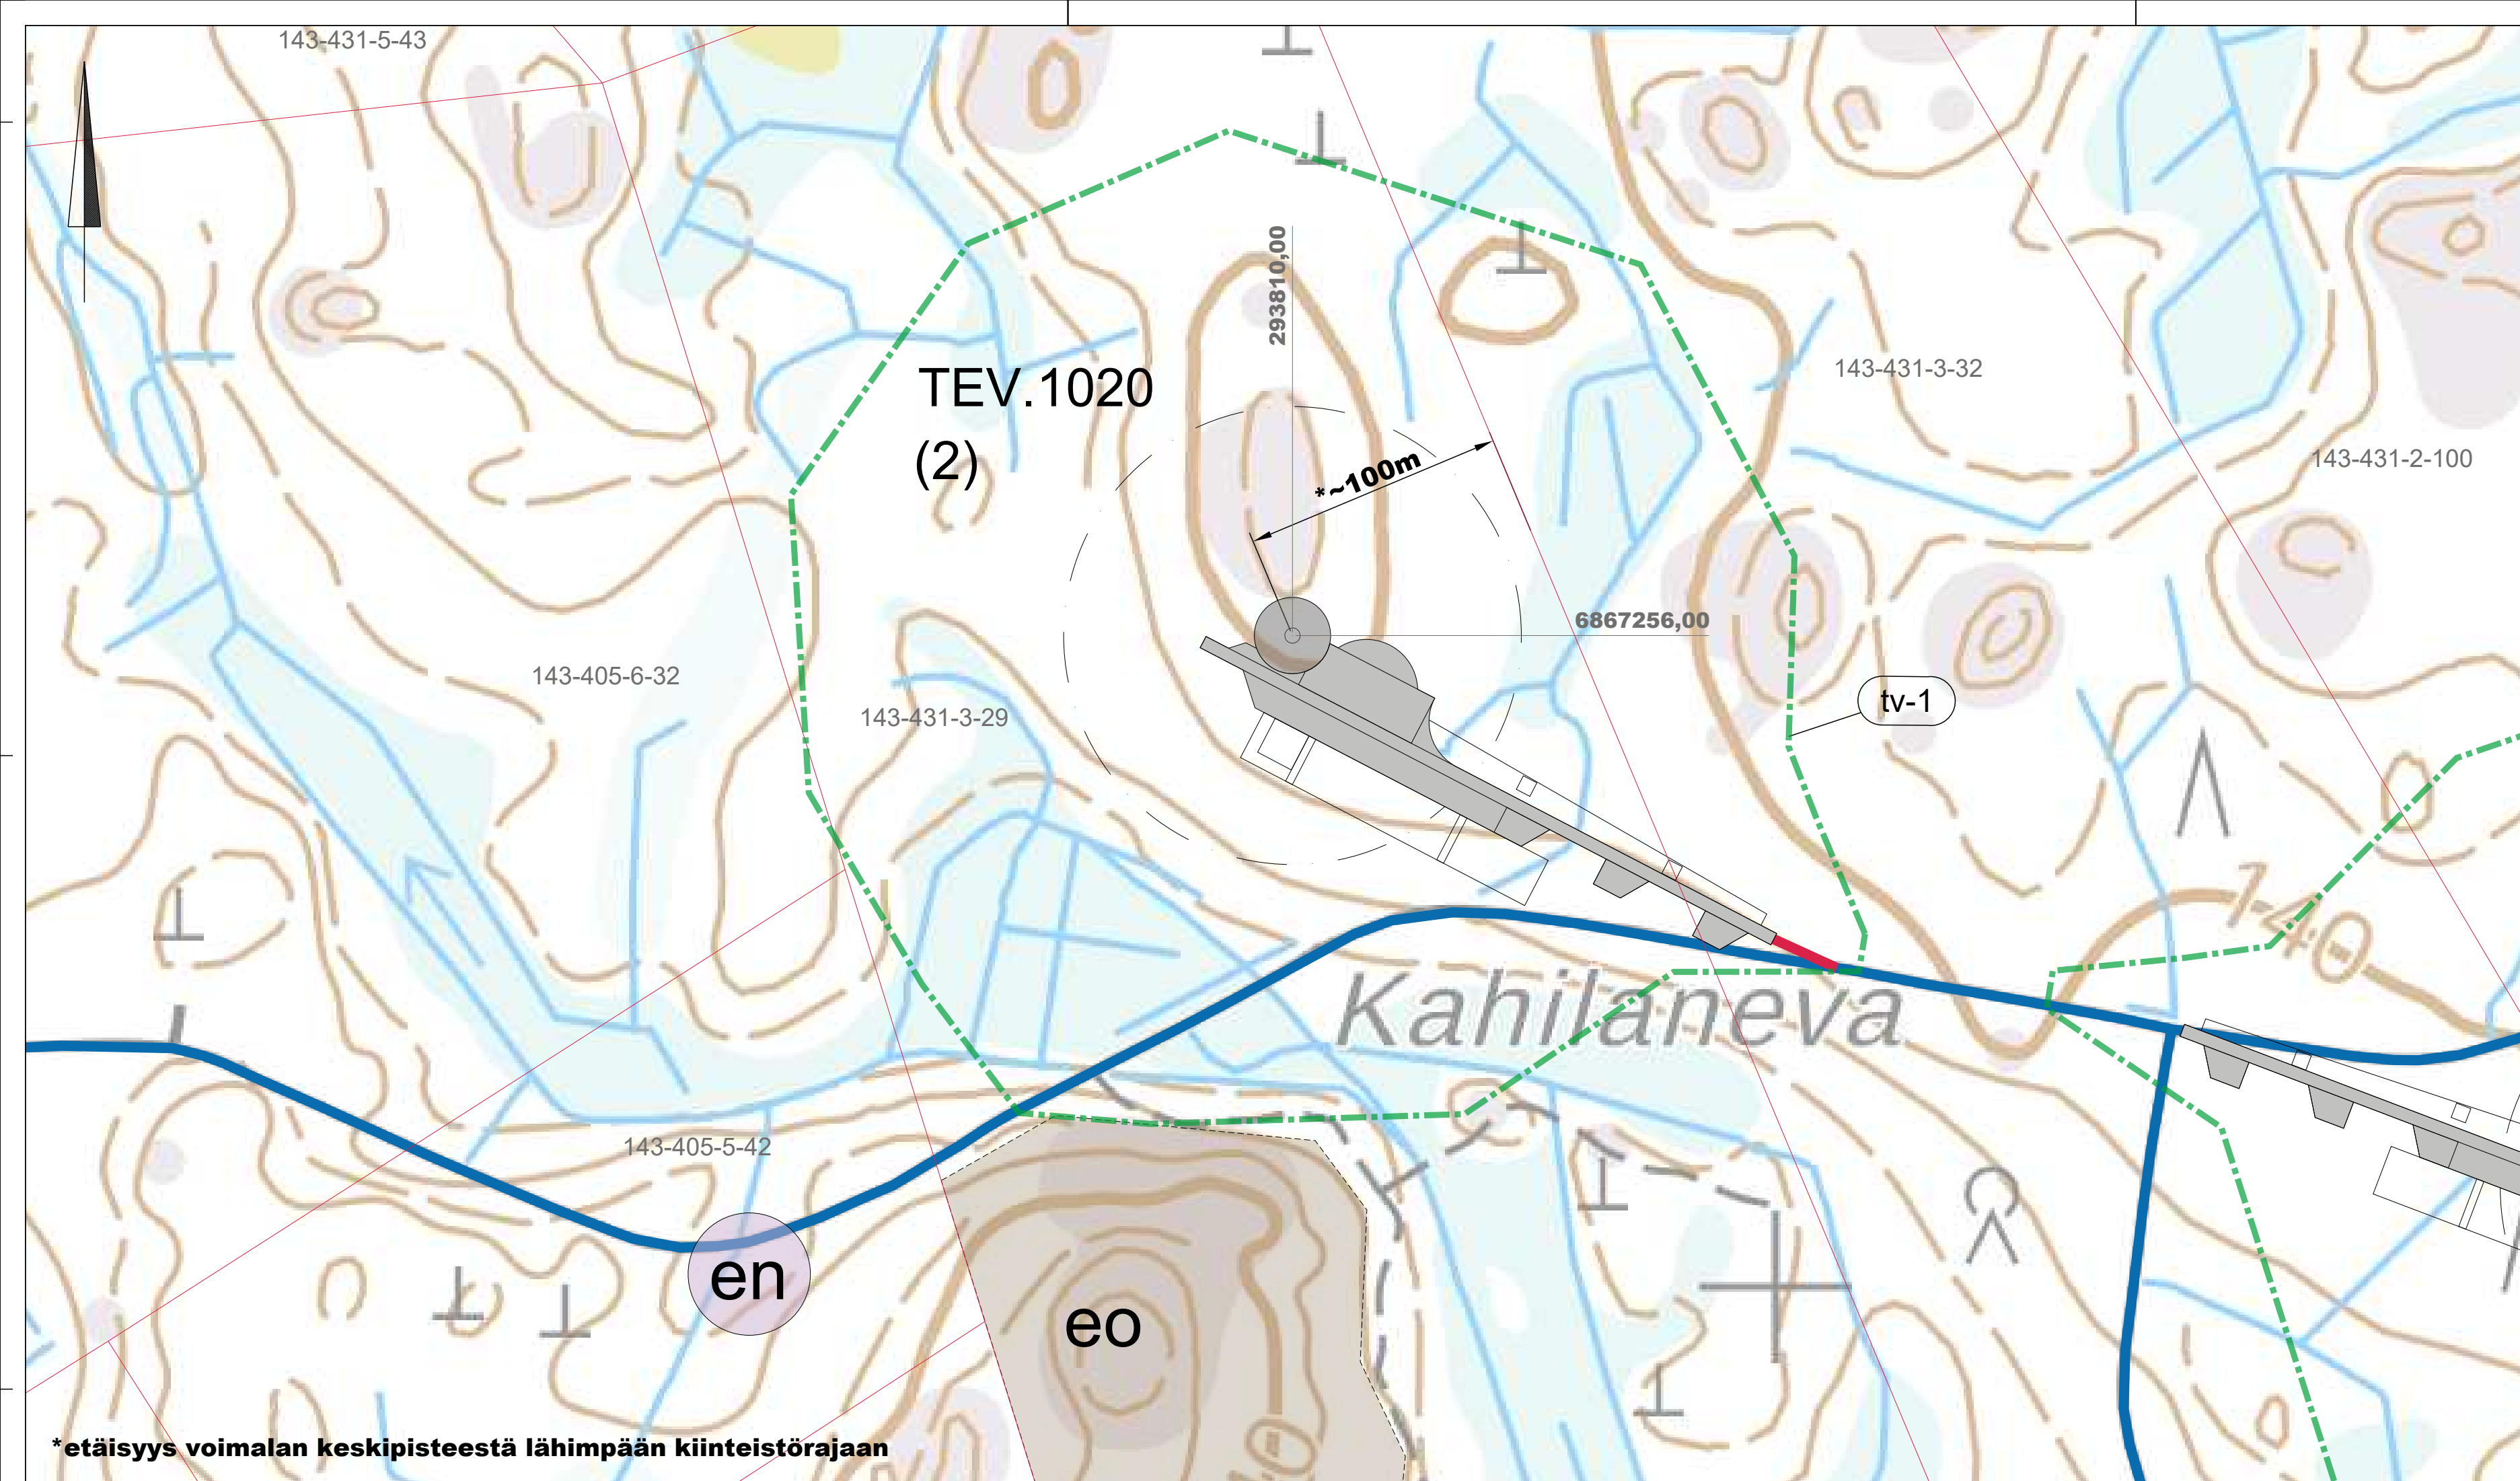 143-431-5-43
293810,00
143-431-3-32
TEV.1020
(2)
*~100m
143-431-2-100
6867256,00
143-405-6-32
tv-1
143-431-3-29
140
Kahilaneva
143-405-5-42
en
eo
*etäisyys voimalan keskipisteestä lähimpään kiinteistörajaan